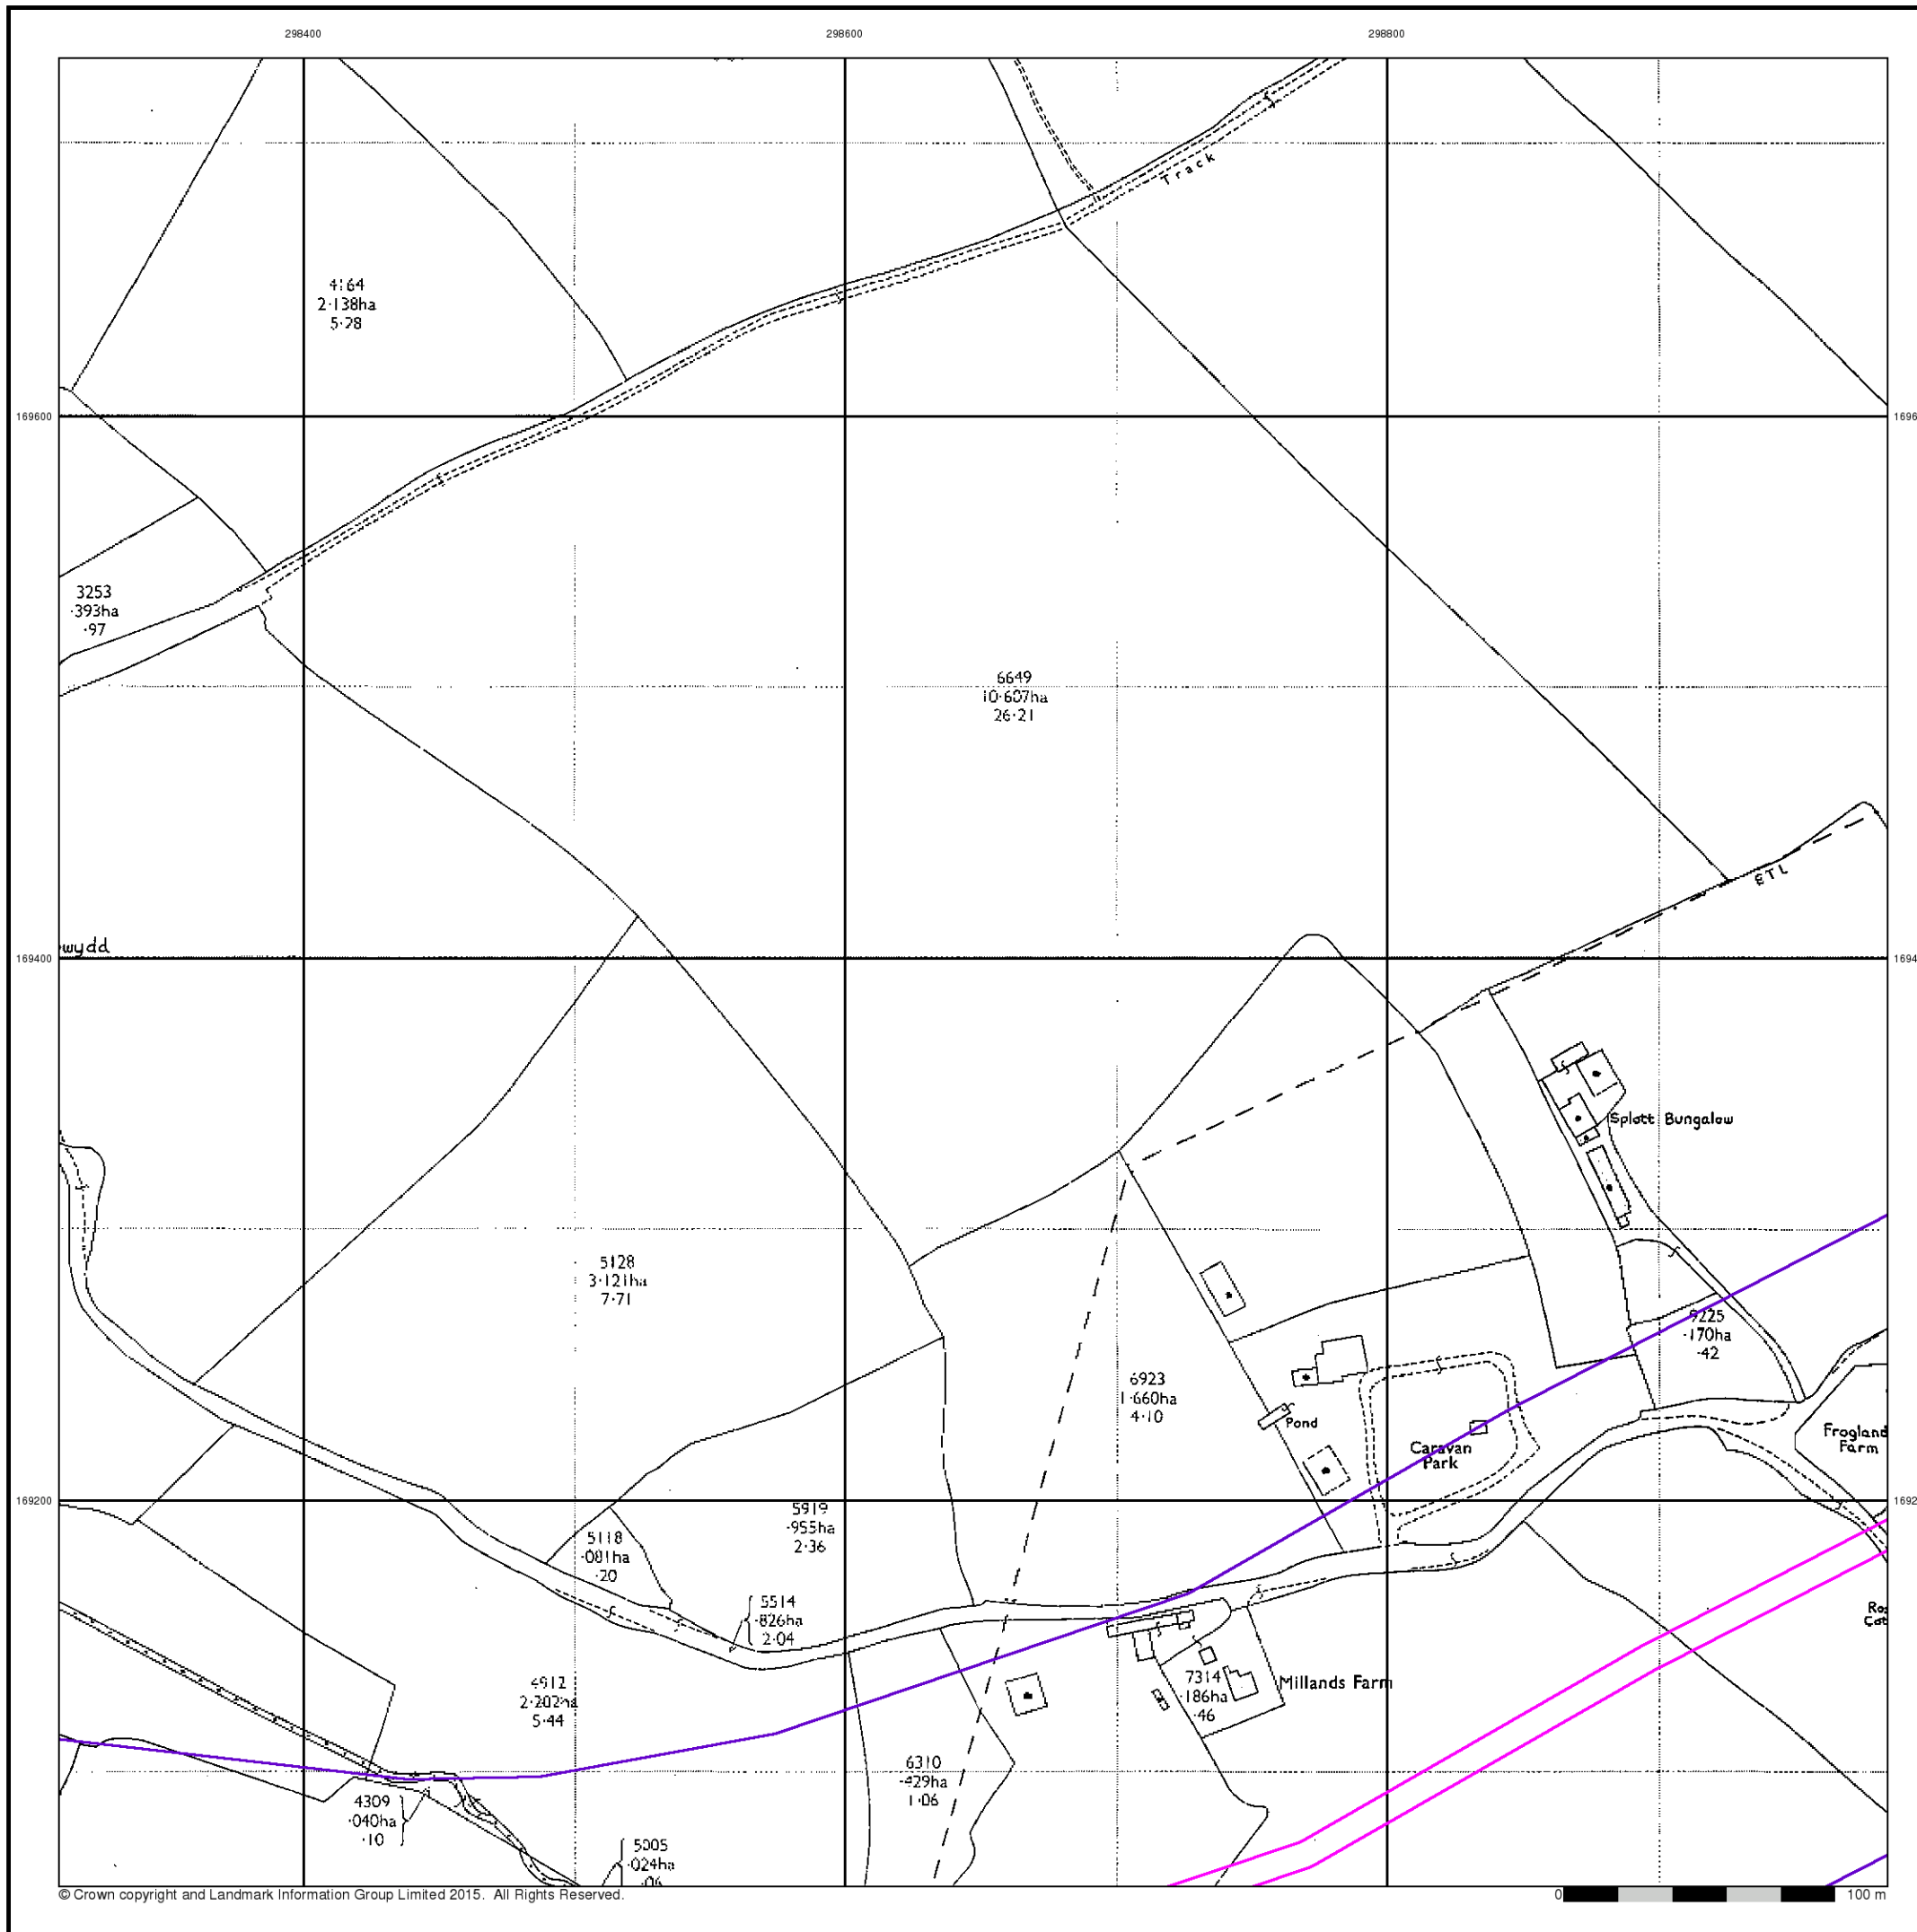 298400 298600 298800
Track
4164
2·138ha
5·28
169600
3253
·393ha
·97
6649
10·607ha
26·21
ETL
wydd
169400
Splott Bungalow
5128
3·121ha
7·71
9225
·170ha
·42
6923
1·660ha
4·10
Pond
Caravan
Park
Frogland
Farm
169200
5919
·955ha
2·36
5118
·081ha
·20
5514
·826ha
2·04
4912
2·202ha
5·44
7314
·186ha
·46
Millands Farm
6310
·429ha
1·06
4309
·040ha
·10
5005
·024ha
·06
© Crown copyright and Landmark Information Group Limited 2015. All Rights Reserved.
0 100 m